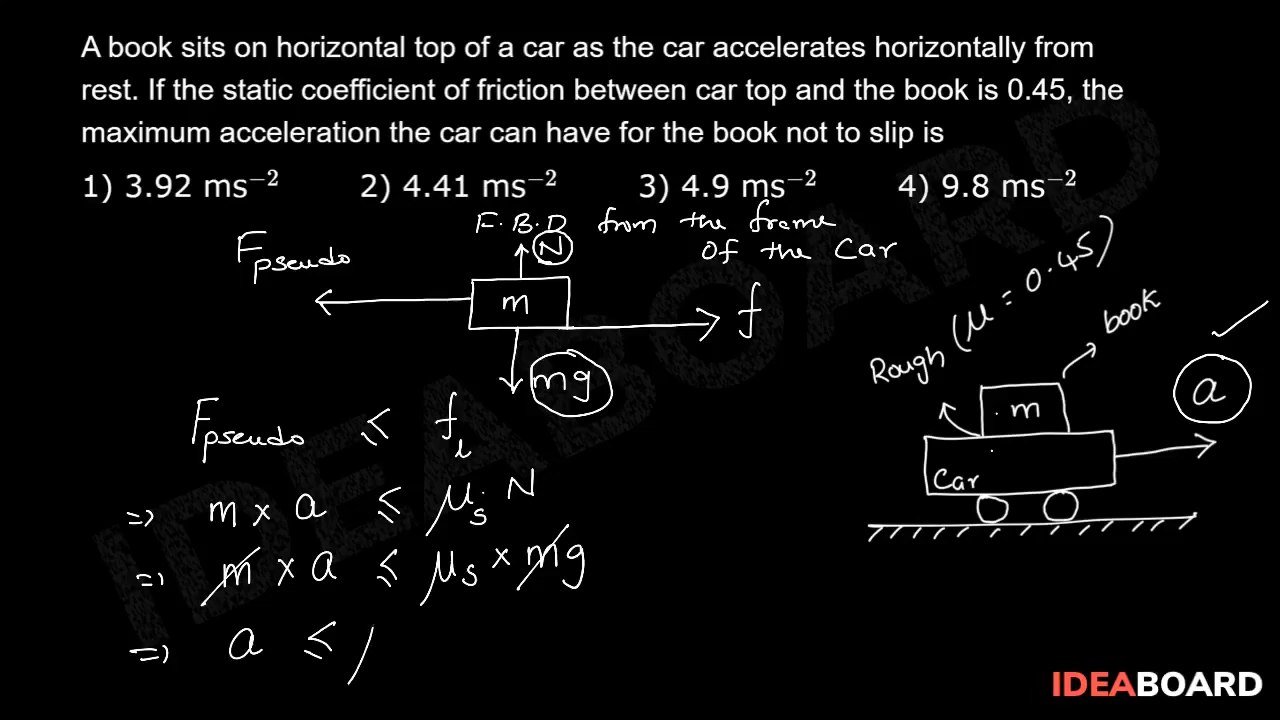 A book sits on horizontal top of a car as the car accelerates horizontally from
rest. If the static coefficient of friction between car top and the book is 0.45, the
maximum acceleration the car can have for the book not to slip is
1) 3.92 ms⁻² 2) 4.41 ms⁻² 3) 4.9 ms⁻² 4) 9.8 ms⁻²
F.B.D from the frame
of the Car
F pseudo
N
m
f
mg
Rough (μ = 0.45)
book
a
m
Car
F pseudo ≤ f_L
⇒ m × a ≤ μ_s · N
⇒ m × a ≤ μ_s × mg
⇒ a ≤
IDEABOARD
IDEABOARD